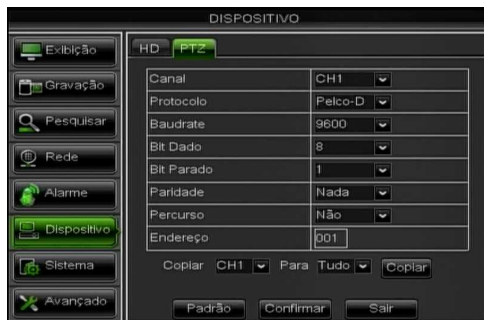 DISPOSITIVO
Exibição
Gravação
Pesquisar
Rede
Alarme
Dispositivo
Sistema
Avançado
HD PTZ
Canal CH1
Protocolo Pelco-D
Baudrate 9600
Bit Dado 8
Bit Parado 1
Paridade Nada
Percurso Não
Endereço 001
Copiar CH1 Para Tudo Copiar
Padrão Confirmar Sair